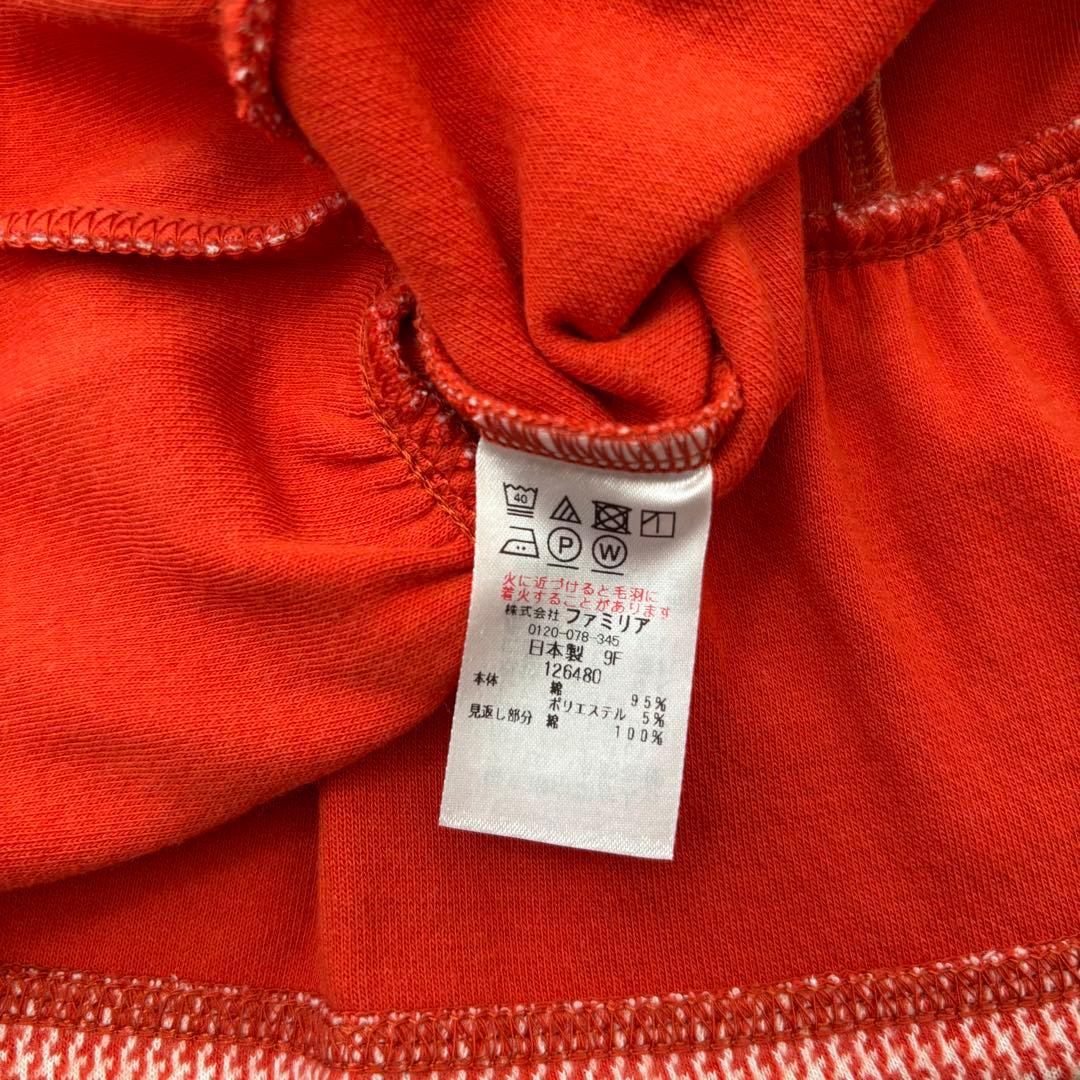 40
P W
火に近づけると毛羽に
着火することがあります
株式会社 ファミリア
0120-078-345
日本製 9F
126480
本体 綿 95%
ポリエステル 5%
見返し部分 綿 100%